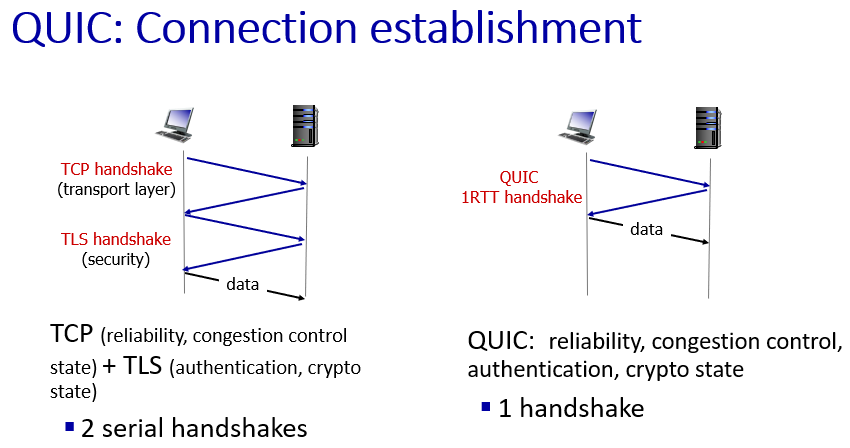 QUIC: Connection establishment
TCP handshake
(transport layer)
TLS handshake
(security)
data
TCP (reliability, congestion control
state) + TLS (authentication, crypto
state)
▪ 2 serial handshakes
QUIC
1RTT handshake
data
QUIC: reliability, congestion control,
authentication, crypto state
▪ 1 handshake